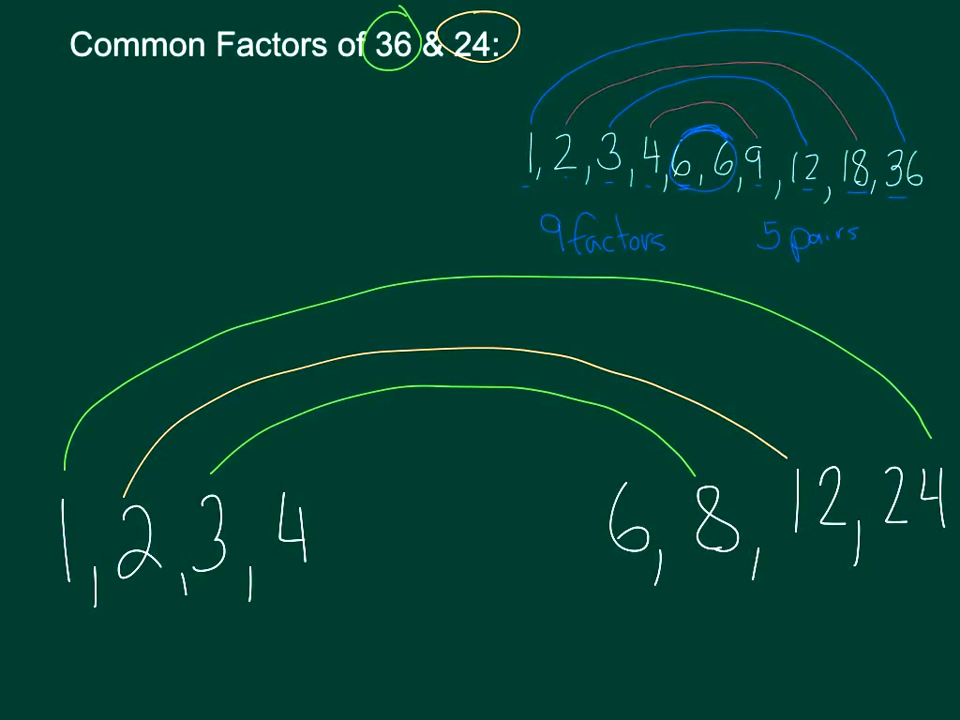 Common Factors of 36 & 24:
1, 2, 3, 4, 6, 6, 9, 12, 18, 36
9 factors 5 pairs
1, 2, 3, 4 6, 8, 12, 24